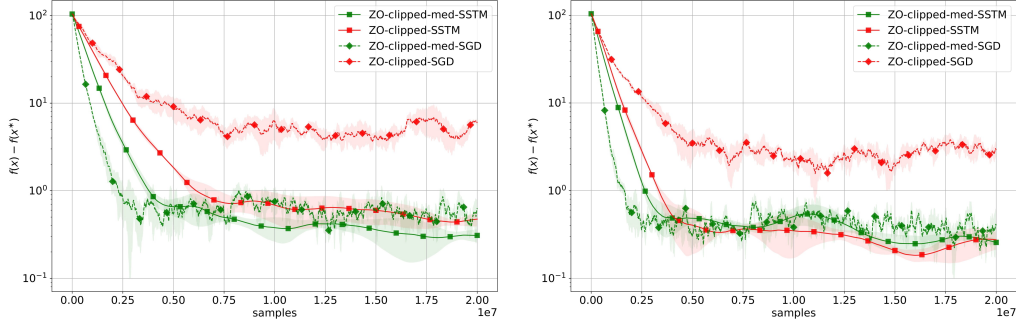 10²
10¹
10⁰
10⁻¹
f(x) − f(x*)
ZO-clipped-med-SSTM
ZO-clipped-SSTM
ZO-clipped-med-SGD
ZO-clipped-SGD
0.00 0.25 0.50 0.75 1.00 1.25 1.50 1.75 2.00
samples
1e7
10²
10¹
10⁰
10⁻¹
f(x) − f(x*)
ZO-clipped-med-SSTM
ZO-clipped-SSTM
ZO-clipped-med-SGD
ZO-clipped-SGD
0.00 0.25 0.50 0.75 1.00 1.25 1.50 1.75 2.00
samples
1e7